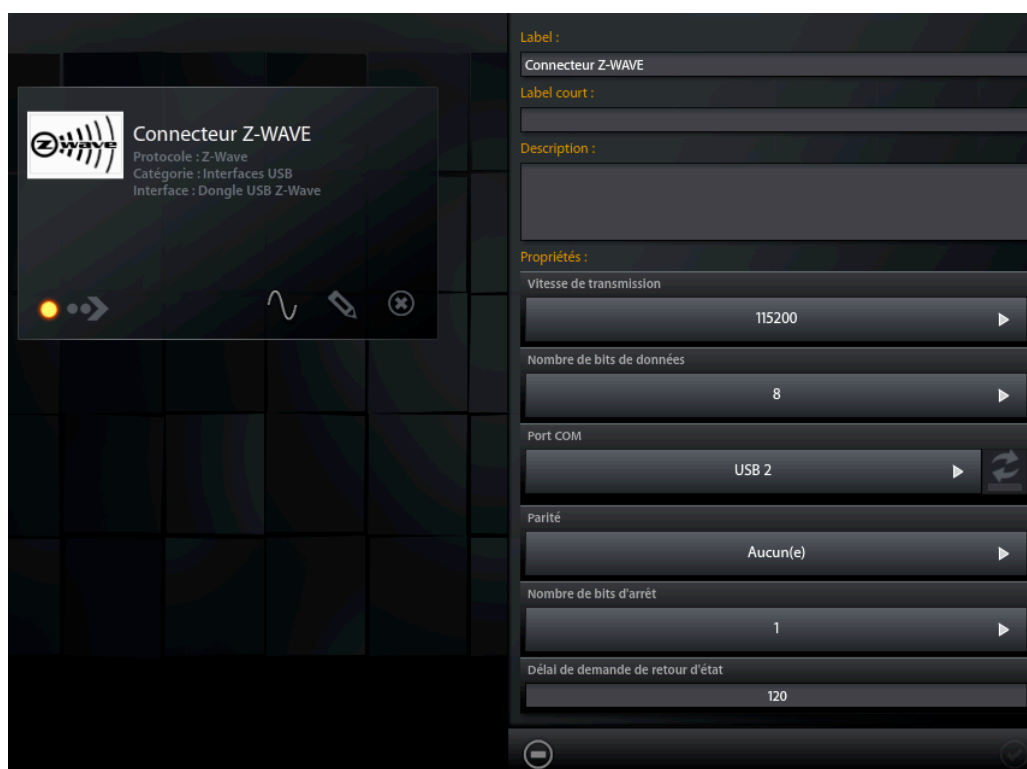 Z-wave
Connecteur Z-WAVE
Protocole : Z-Wave
Catégorie : Interfaces USB
Interface : Dongle USB Z-Wave
Label :
Connecteur Z-WAVE
Label court :
Description :
Propriétés :
Vitesse de transmission
115200
Nombre de bits de données
8
Port COM
USB 2
Parité
Aucun(e)
Nombre de bits d'arrêt
1
Délai de demande de retour d'état
120